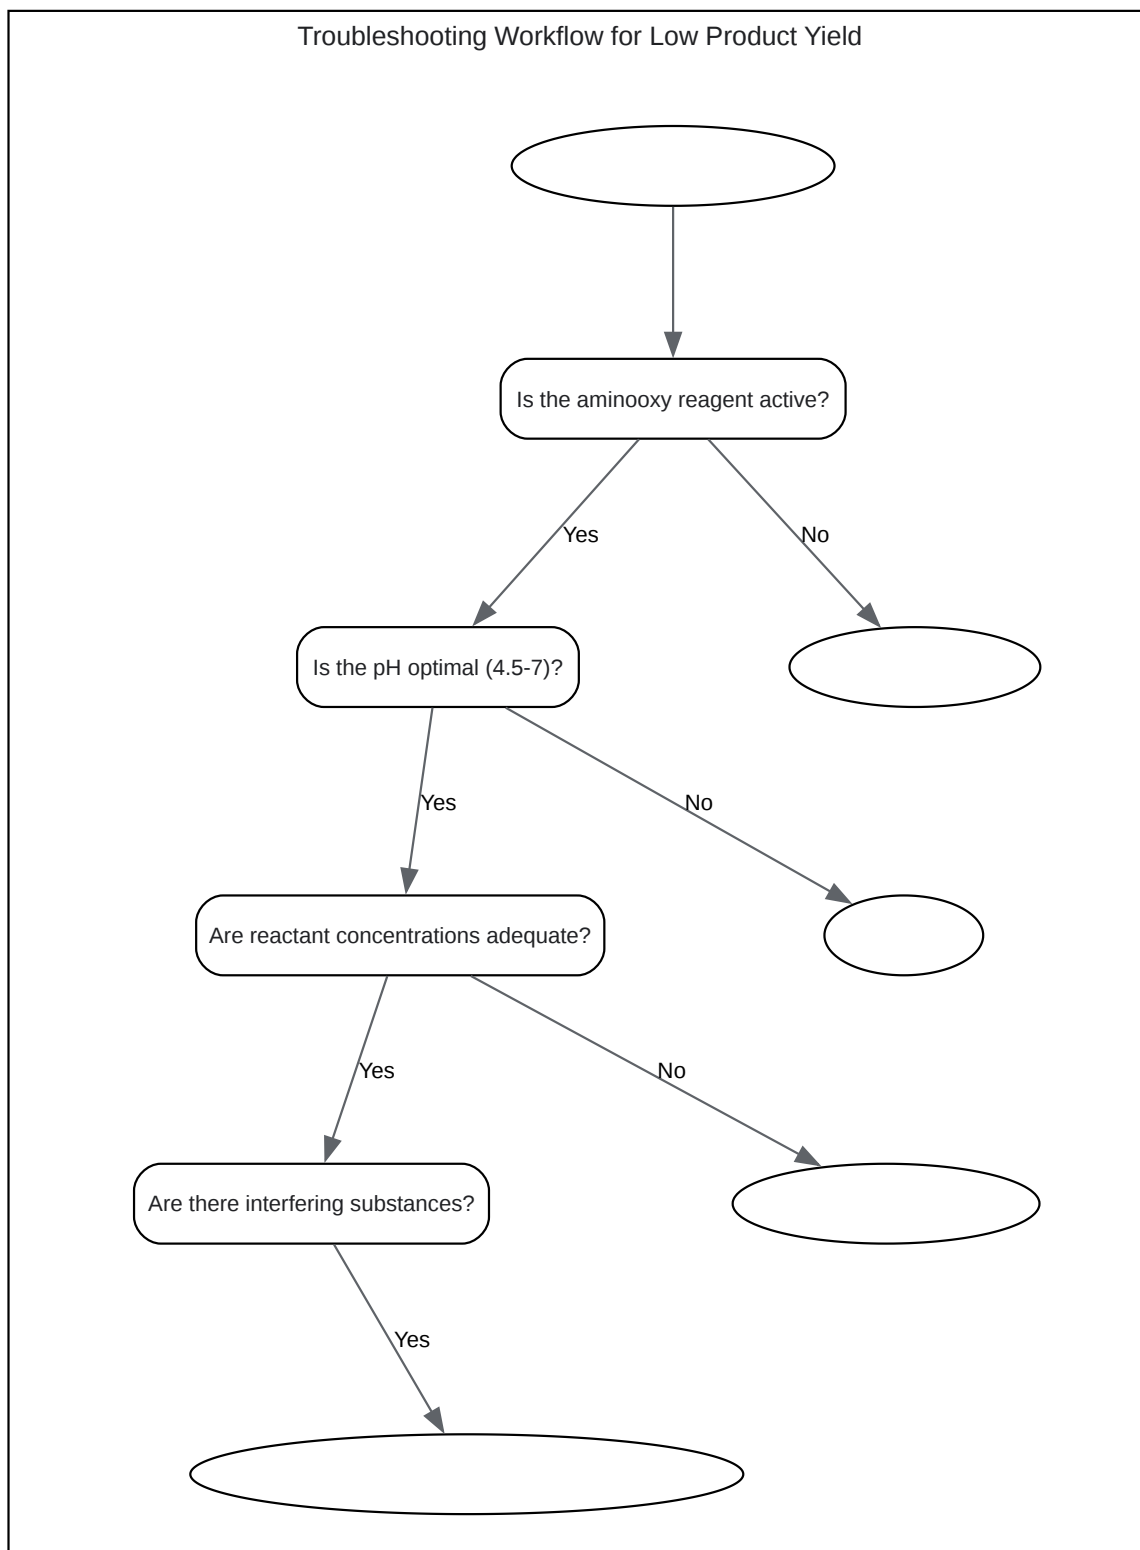 Troubleshooting Workflow for Low Product Yield
Is the aminooxy reagent active?
Yes
No
Is the pH optimal (4.5-7)?
Yes
No
Are reactant concentrations adequate?
Yes
No
Are there interfering substances?
Yes